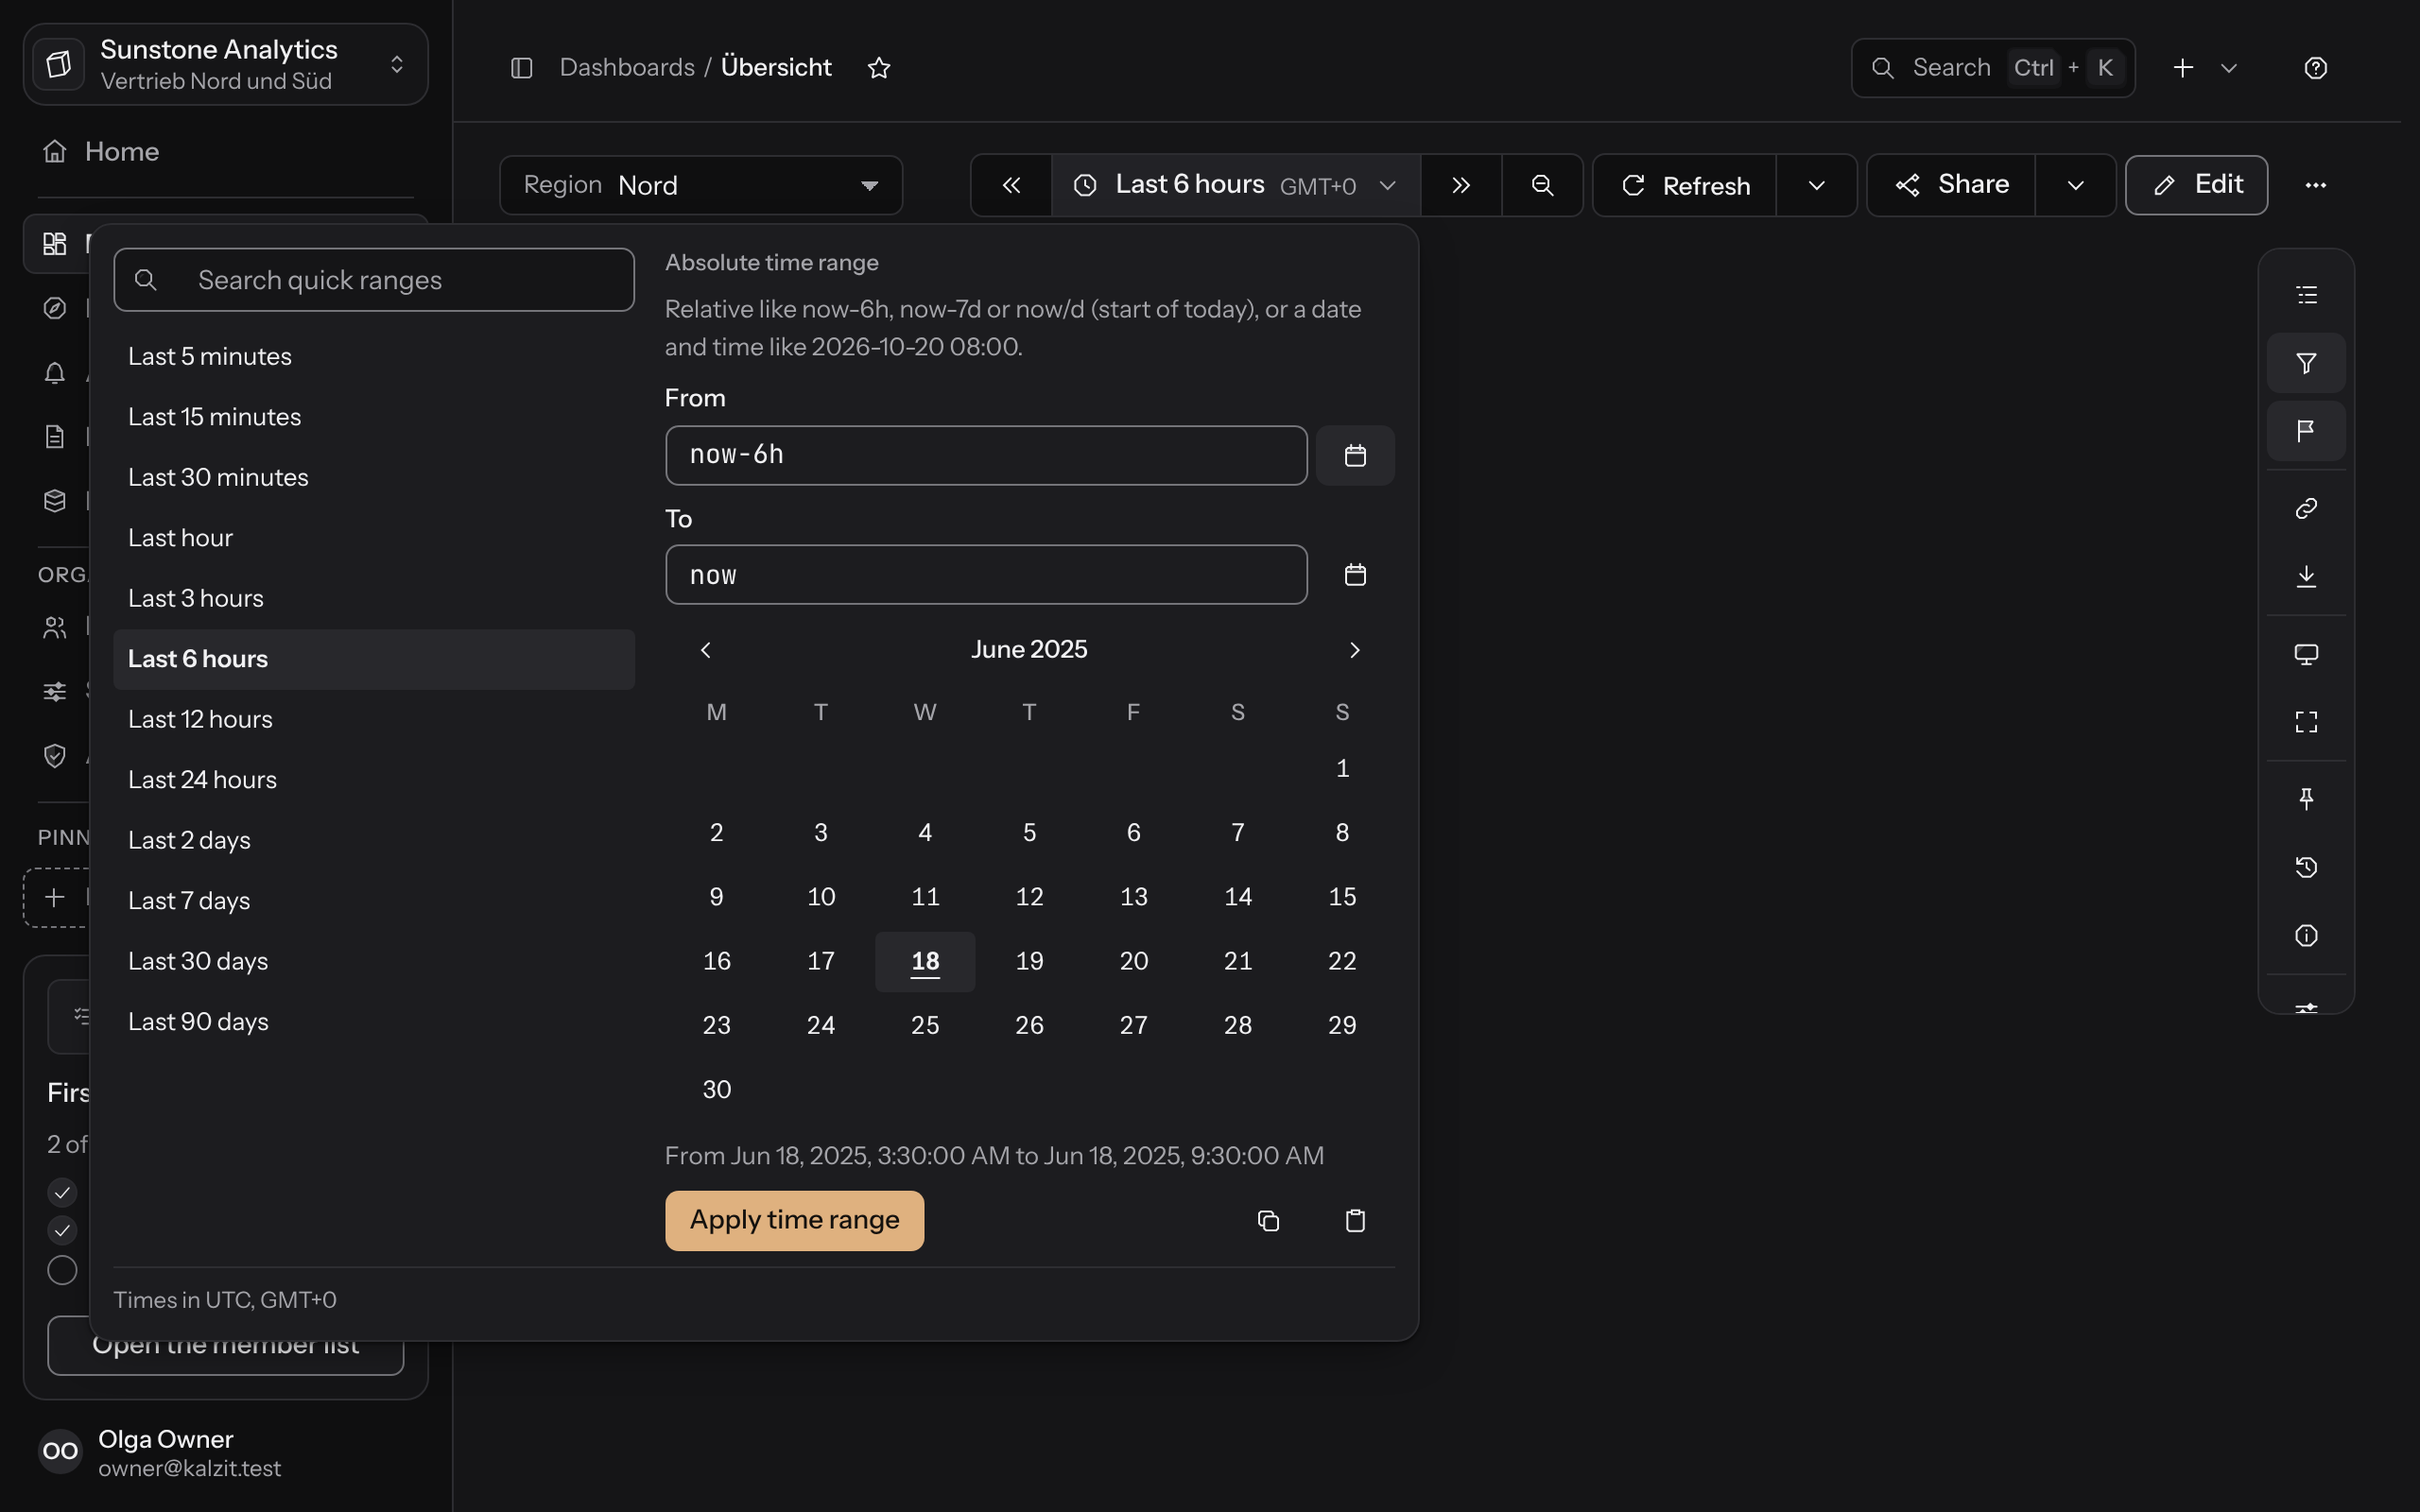 Sunstone Analytics
Vertrieb Nord und Süd
Home
ORGA
PINN
Firs
2 of
Open the member list
OO
Olga Owner
owner@kalzit.test
Dashboards / Übersicht
Search Ctrl + K
Region Nord
Last 6 hours GMT+0
Refresh
Share
Edit
Search quick ranges
Last 5 minutes
Last 15 minutes
Last 30 minutes
Last hour
Last 3 hours
Last 6 hours
Last 12 hours
Last 24 hours
Last 2 days
Last 7 days
Last 30 days
Last 90 days
Absolute time range
Relative like now-6h, now-7d or now/d (start of today), or a date
and time like 2026-10-20 08:00.
From
now-6h
To
now
June 2025
M T W T F S S
1
2 3 4 5 6 7 8
9 10 11 12 13 14 15
16 17 18 19 20 21 22
23 24 25 26 27 28 29
30
From Jun 18, 2025, 3:30:00 AM to Jun 18, 2025, 9:30:00 AM
Apply time range
Times in UTC, GMT+0